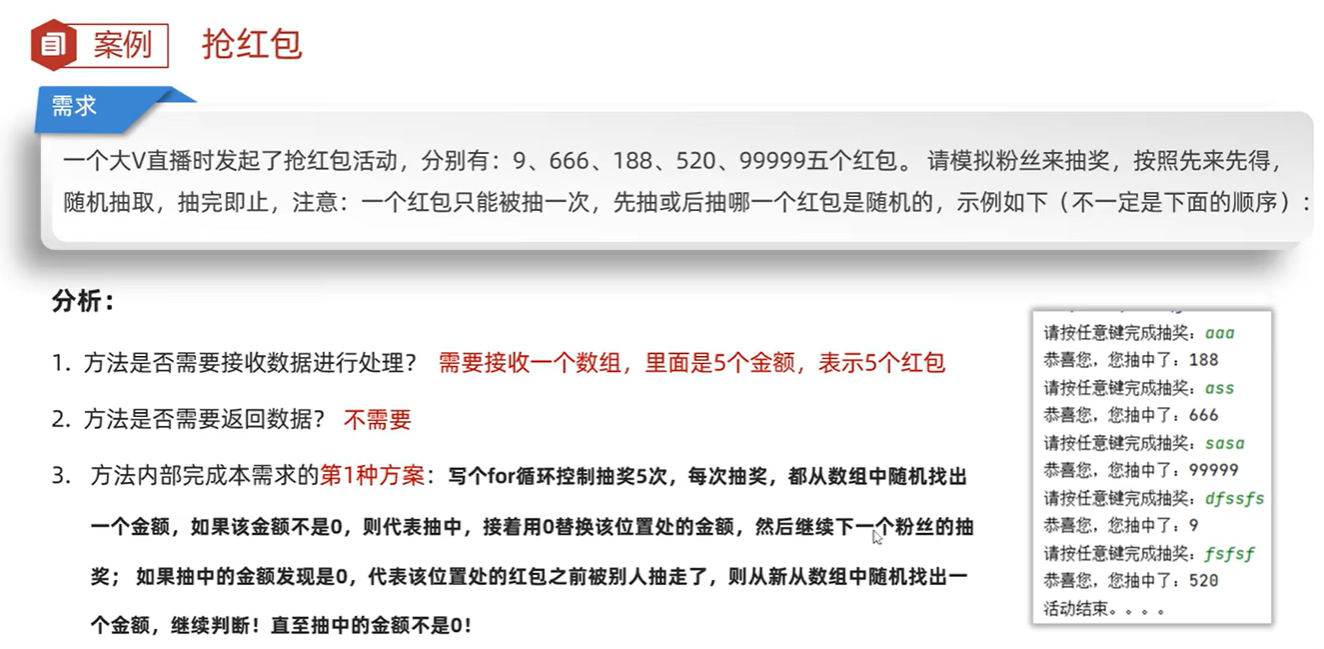 案例 抢红包
需求
一个大V直播时发起了抢红包活动，分别有：9、666、188、520、99999五个红包。 请模拟粉丝来抽奖，按照先来先得，
随机抽取，抽完即止，注意：一个红包只能被抽一次，先抽或后抽哪一个红包是随机的，示例如下（不一定是下面的顺序）：
分析：
1. 方法是否需要接收数据进行处理？ 需要接收一个数组，里面是5个金额，表示5个红包
2. 方法是否需要返回数据？ 不需要
3. 方法内部完成本需求的第1种方案：写个for循环控制抽奖5次，每次抽奖，都从数组中随机找出
一个金额，如果该金额不是0，则代表抽中，接着用0替换该位置处的金额，然后继续下一个粉丝的抽
奖； 如果抽中的金额发现是0，代表该位置处的红包之前被别人抽走了，则从新从数组中随机找出一
个金额，继续判断！直至抽中的金额不是0！
请按任意键完成抽奖：aaa
恭喜您，您抽中了：188
请按任意键完成抽奖：ass
恭喜您，您抽中了：666
请按任意键完成抽奖：sasa
恭喜您，您抽中了：99999
请按任意键完成抽奖：dfssfs
恭喜您，您抽中了：9
请按任意键完成抽奖：fsfsf
恭喜您，您抽中了：520
活动结束。。。。